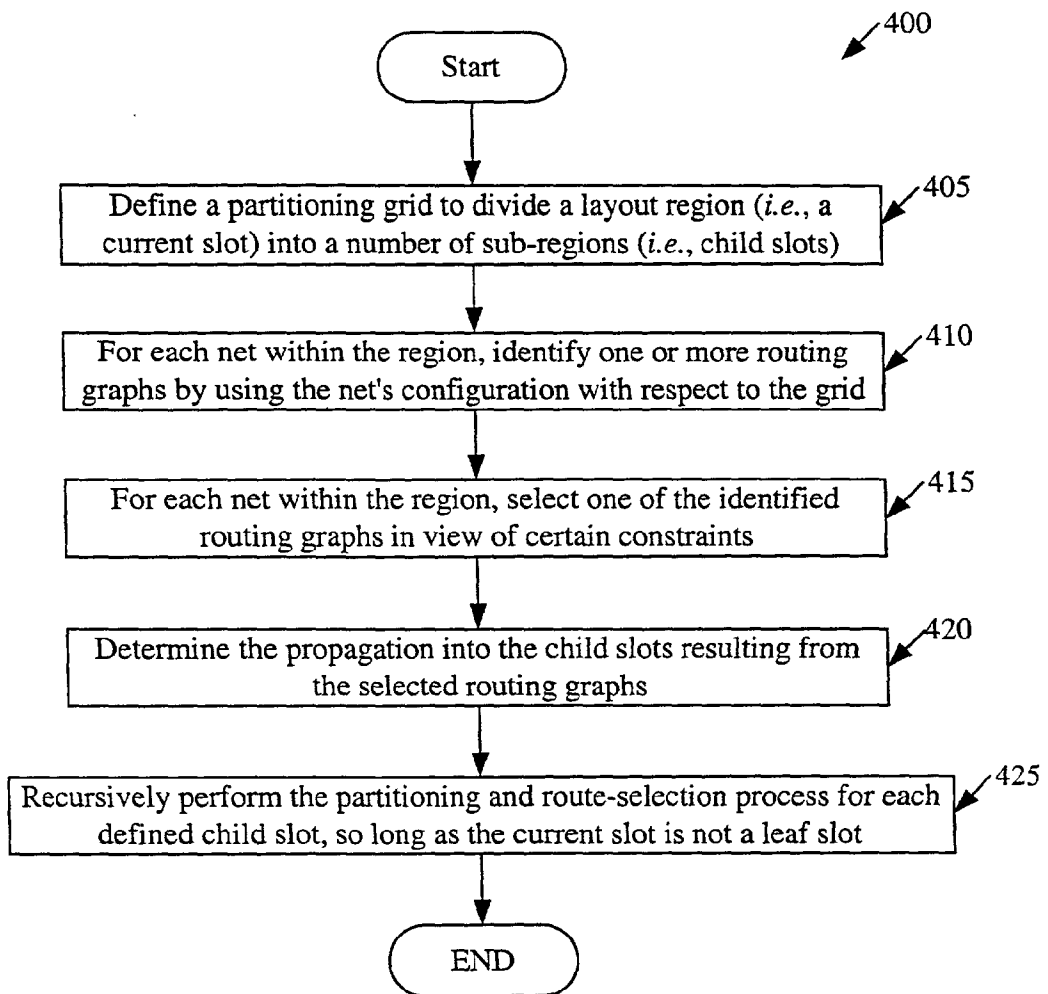 400
Start
405
Define a partitioning grid to divide a layout region (i.e., a
current slot) into a number of sub-regions (i.e., child slots)
410
For each net within the region, identify one or more routing
graphs by using the net's configuration with respect to the grid
415
For each net within the region, select one of the identified
routing graphs in view of certain constraints
420
Determine the propagation into the child slots resulting from
the selected routing graphs
425
Recursively perform the partitioning and route-selection process for each
defined child slot, so long as the current slot is not a leaf slot
END